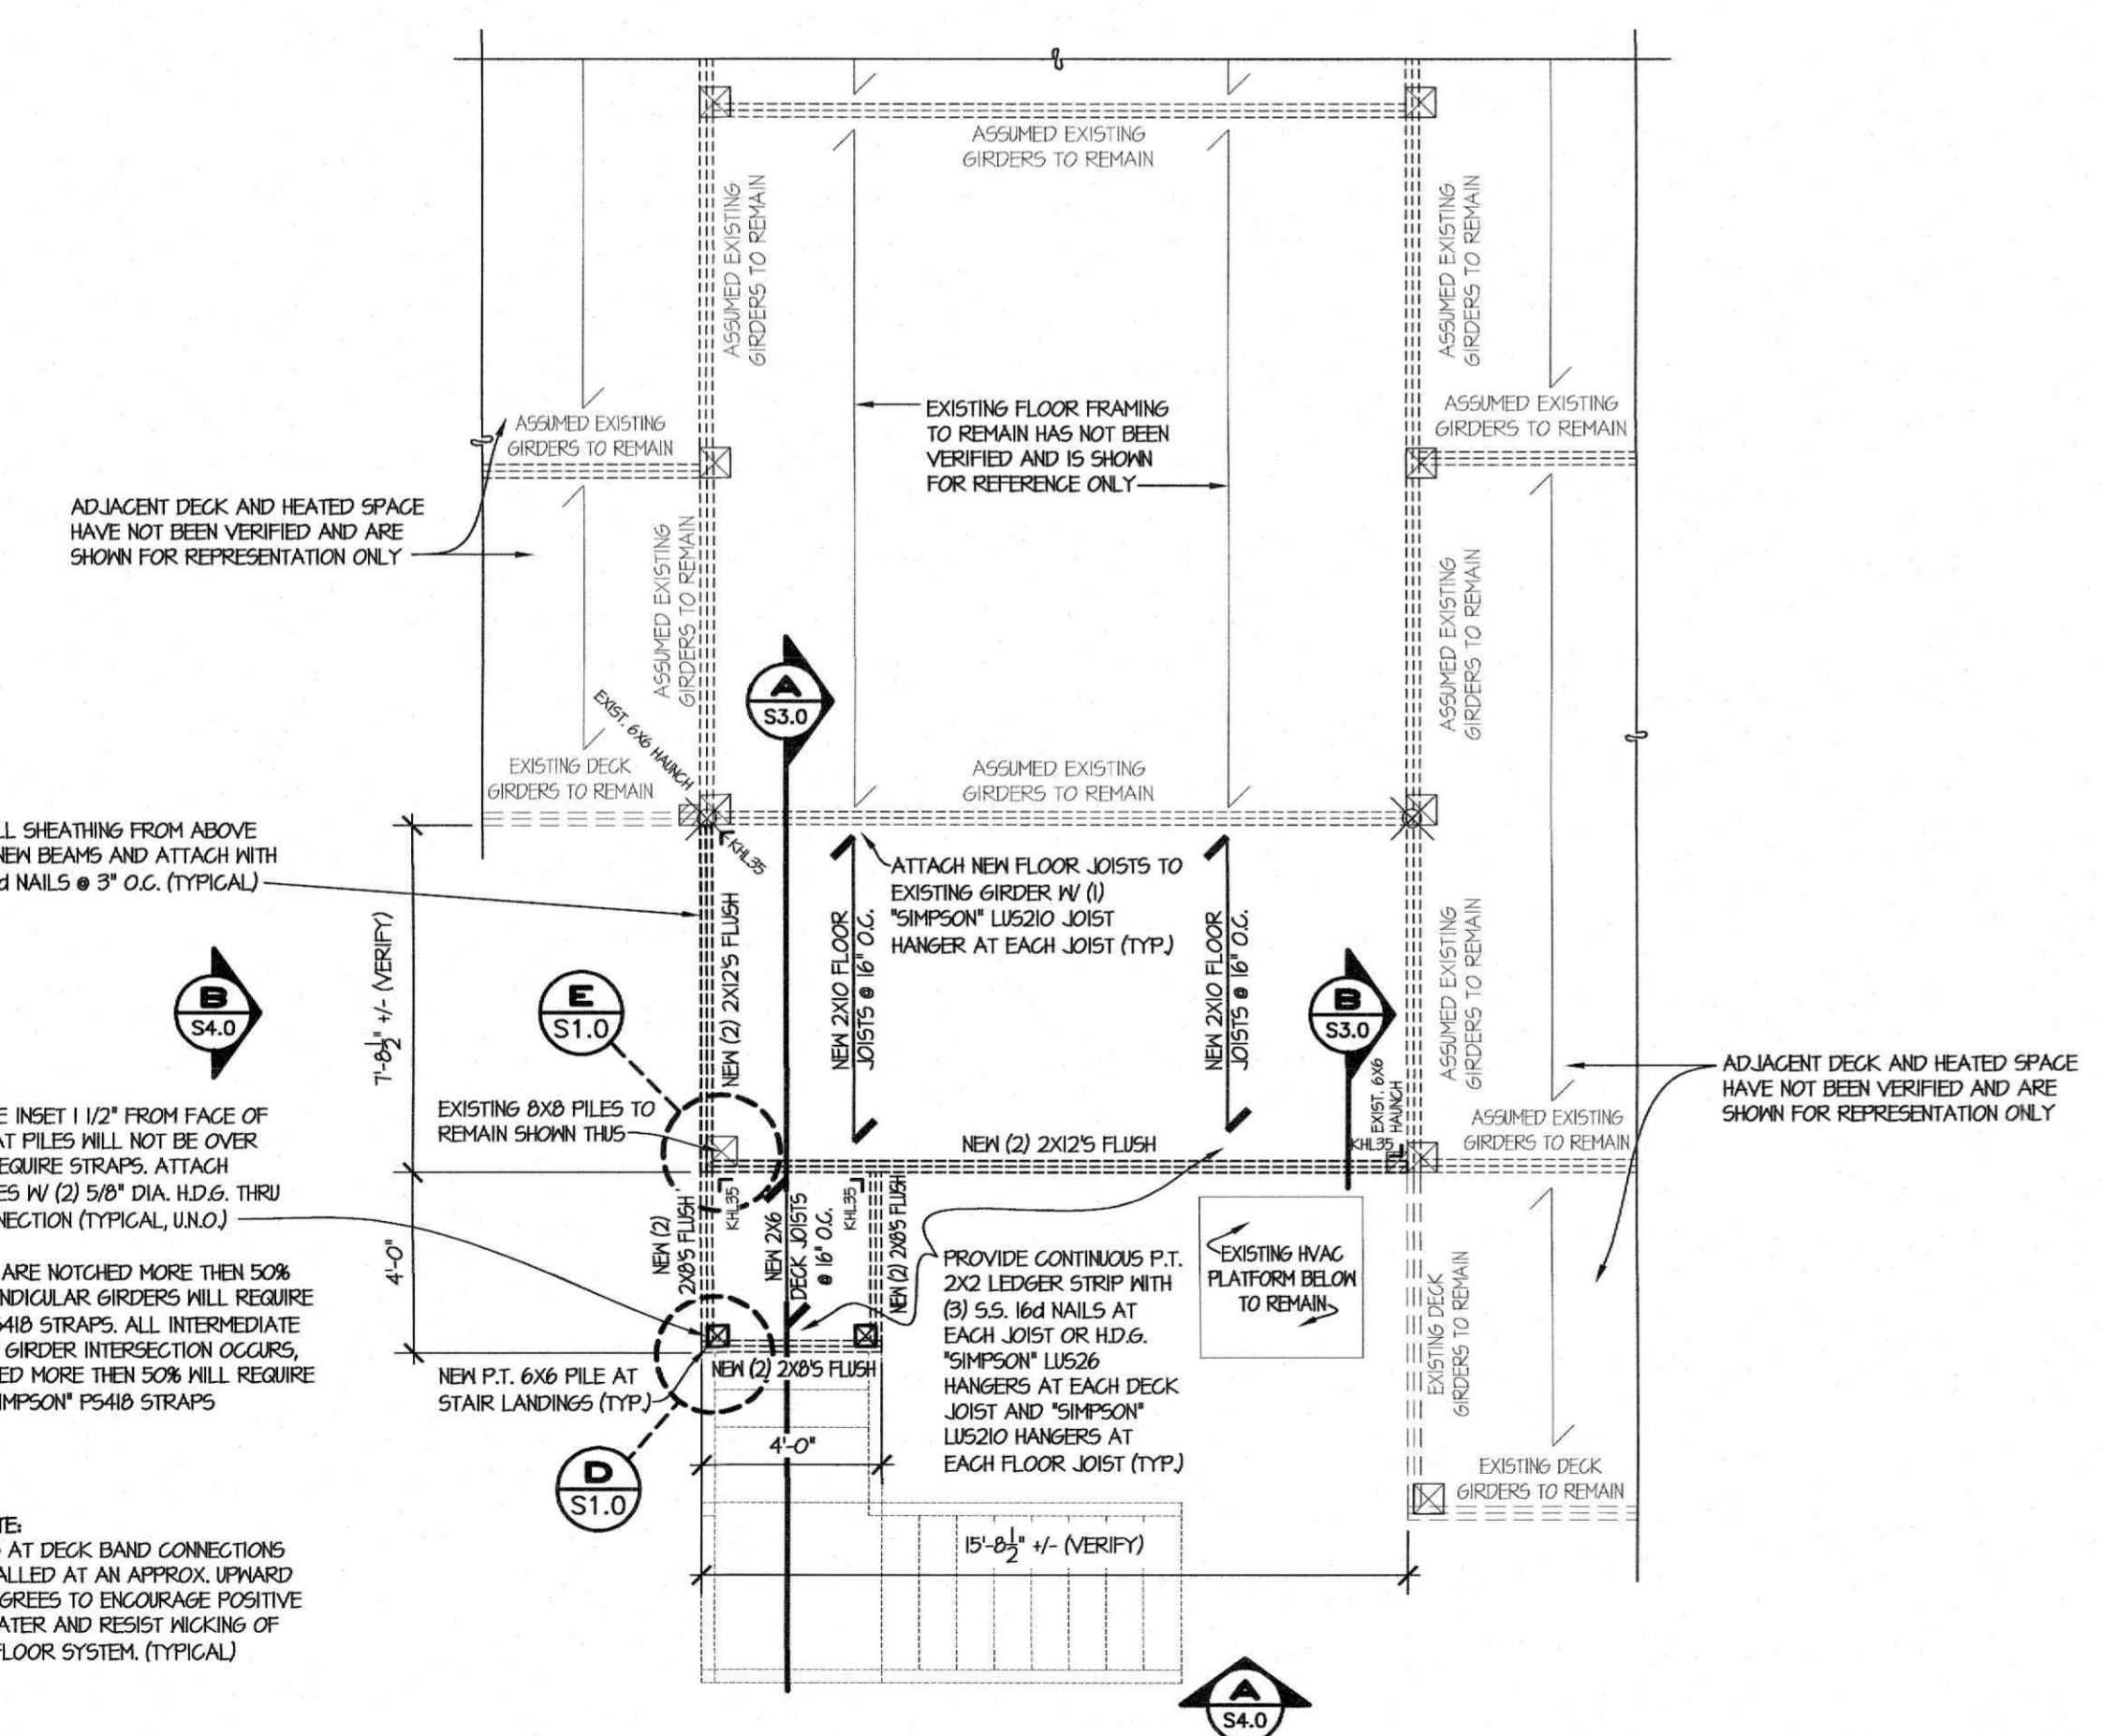 ASSUMED EXISTING
GIRDERS TO REMAIN
ASSUMED EXISTING
GIRDERS TO REMAIN
ASSUMED EXISTING
GIRDERS TO REMAIN
ASSUMED EXISTING
GIRDERS TO REMAIN
EXISTING FLOOR FRAMING
TO REMAIN HAS NOT BEEN
VERIFIED AND IS SHOWN
FOR REFERENCE ONLY
ASSUMED EXISTING
GIRDERS TO REMAIN
ADJACENT DECK AND HEATED SPACE
HAVE NOT BEEN VERIFIED AND ARE
SHOWN FOR REPRESENTATION ONLY
ASSUMED EXISTING
GIRDERS TO REMAIN
ASSUMED EXISTING
GIRDERS TO REMAIN
A
S3.0
EXIST. 6X6 HAUNCH
EXISTING DECK
GIRDERS TO REMAIN
ASSUMED EXISTING
GIRDERS TO REMAIN
LL SHEATHING FROM ABOVE
NEW BEAMS AND ATTACH WITH
d NAILS @ 3" O.C. (TYPICAL)
KHL35
ATTACH NEW FLOOR JOISTS TO
EXISTING GIRDER W/ (1)
"SIMPSON" LUS210 JOIST
HANGER AT EACH JOIST (TYP.)
7'-8 1/2" +/- (VERIFY)
NEW (2) 2X12'S FLUSH
NEW 2X10 FLOOR
JOISTS @ 16" O.C.
NEW 2X10 FLOOR
JOISTS @ 16" O.C.
ASSUMED EXISTING
GIRDERS TO REMAIN
B
S4.0
E
S1.0
B
S3.0
EXIST. 6X6
HAUNCH
KHL35
ADJACENT DECK AND HEATED SPACE
HAVE NOT BEEN VERIFIED AND ARE
SHOWN FOR REPRESENTATION ONLY
E INSET 1 1/2" FROM FACE OF
AT PILES WILL NOT BE OVER
EQUIRE STRAPS. ATTACH
ES W/ (2) 5/8" DIA. H.D.G. THRU
NECTION (TYPICAL, U.N.O.)
EXISTING 8X8 PILES TO
REMAIN SHOWN THUS
NEW (2) 2X12'S FLUSH
ASSUMED EXISTING
GIRDERS TO REMAIN
4'-0"
NEW (2)
2X8'S FLUSH
KHL35
NEW 2X6
DECK JOISTS
@ 16" O.C.
KHL35
NEW (2) 2X8'S FLUSH
PROVIDE CONTINUOUS P.T.
2X2 LEDGER STRIP WITH
(3) S.S. 16d NAILS AT
EACH JOIST OR H.D.G.
"SIMPSON" LUS26
HANGERS AT EACH DECK
JOIST AND "SIMPSON"
LUS210 HANGERS AT
EACH FLOOR JOIST (TYP.)
EXISTING HVAC
PLATFORM BELOW
TO REMAIN
EXISTING DECK
GIRDERS TO REMAIN
ARE NOTCHED MORE THEN 50%
NDICULAR GIRDERS WILL REQUIRE
S418 STRAPS. ALL INTERMEDIATE
GIRDER INTERSECTION OCCURS,
ED MORE THEN 50% WILL REQUIRE
IMPSON" PS418 STRAPS
NEW P.T. 6X6 PILE AT
STAIR LANDINGS (TYP.)
NEW (2) 2X8'S FLUSH
4'-0"
D
S1.0
EXISTING DECK
GIRDERS TO REMAIN
TE:
AT DECK BAND CONNECTIONS
ALLED AT AN APPROX. UPWARD
GREES TO ENCOURAGE POSITIVE
ATER AND RESIST WICKING OF
FLOOR SYSTEM. (TYPICAL)
15'-8 1/2" +/- (VERIFY)
A
S4.0